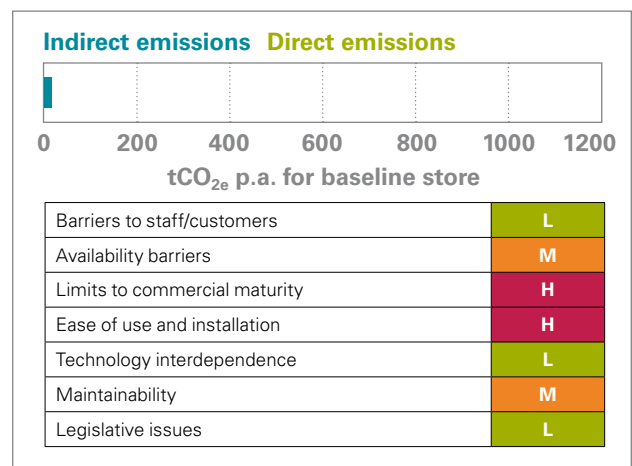 Indirect emissions Direct emissions
0 200 400 600 800 1000 1200
tCO₂ₑ p.a. for baseline store
Barriers to staff/customers L
Availability barriers M
Limits to commercial maturity H
Ease of use and installation H
Technology interdependence L
Maintainability M
Legislative issues L